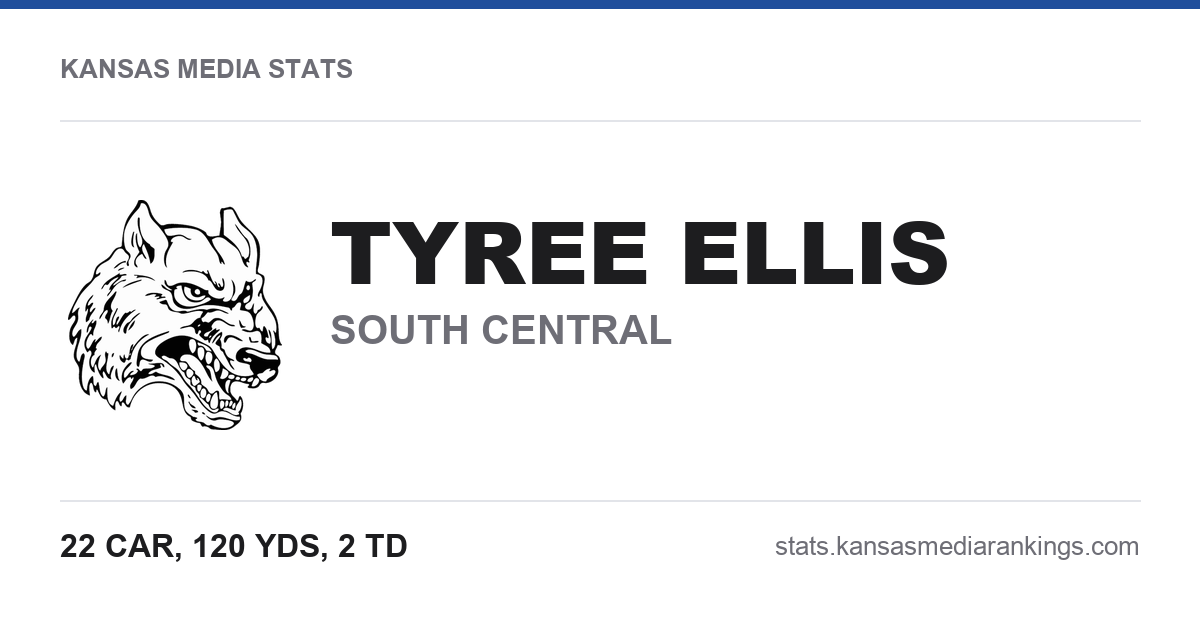 KANSAS MEDIA STATS
TYREE ELLIS
SOUTH CENTRAL
22 CAR, 120 YDS, 2 TD
stats.kansasmediarankings.com